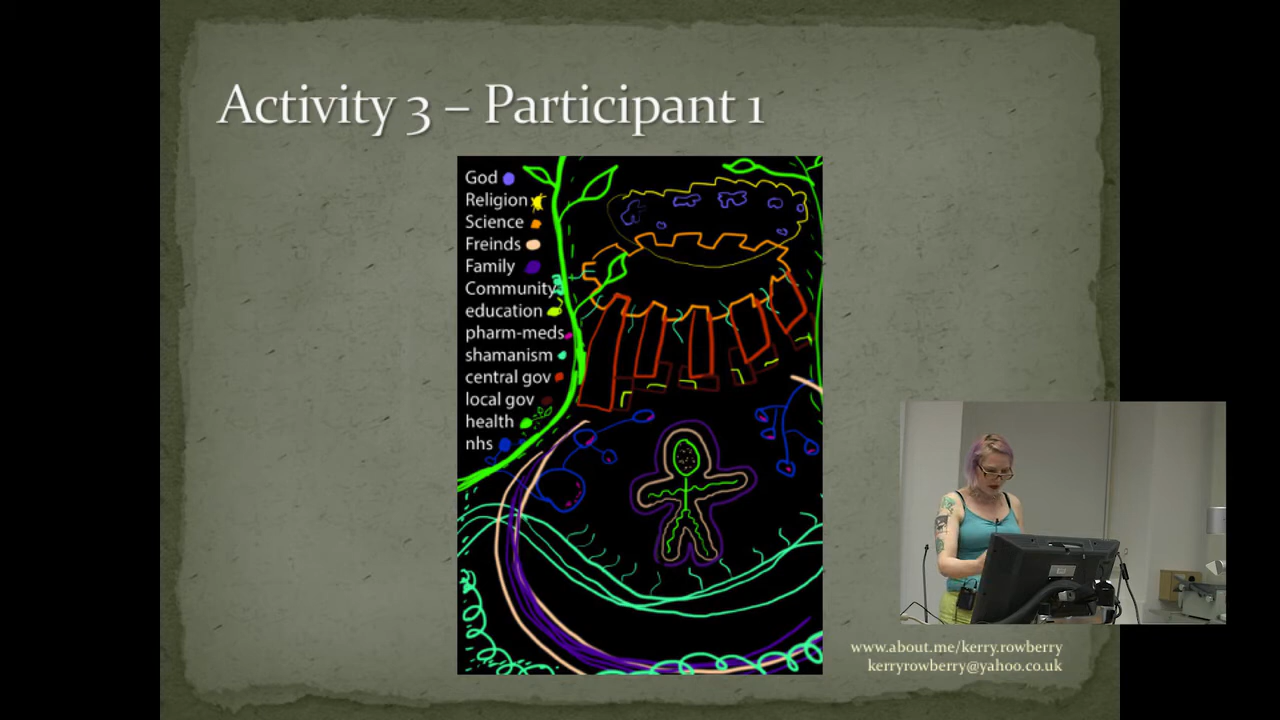 Activity 3 – Participant 1
God
Religion
Science
Freinds
Family
Community
education
pharm-meds
shamanism
central gov
local gov
health
nhs
www.about.me/kerry.rowberry
kerryrowberry@yahoo.co.uk